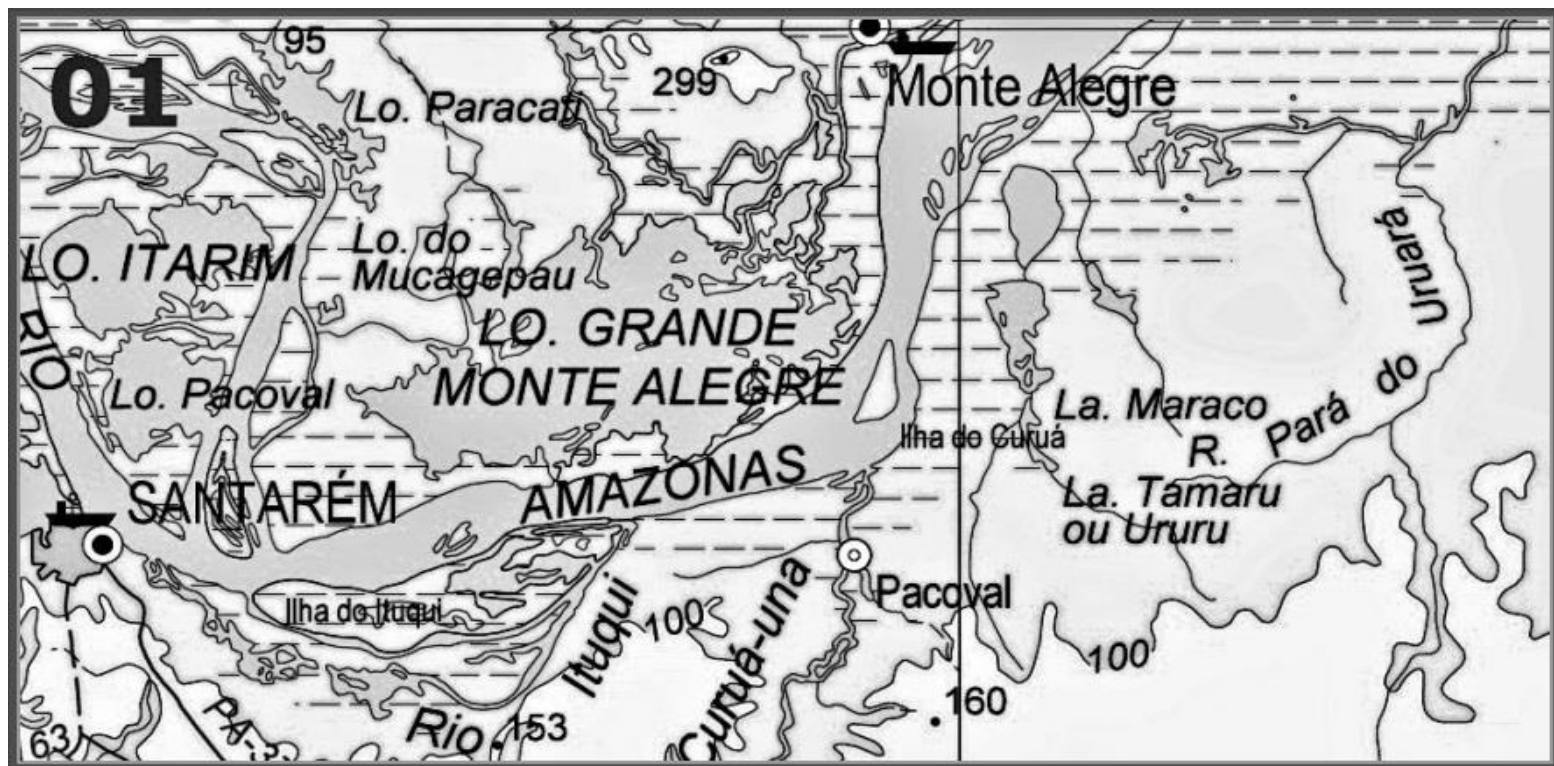 95
01
299
Monte Alegre
Lo. Paracati
LO. ITARIM
Lo. do
Mucagepau
Uruará
RIO
LO. GRANDE
MONTE ALEGRE
do
Lo. Pacoval
La. Maraco
Pará
Ilha do Curuá
R.
AMAZONAS
SANTARÉM
La. Tamaru
ou Ururu
Pacoval
Ilha do Ituqui
Ituqui
100
Curuá-una
100
160
PA-
Rio
153
63